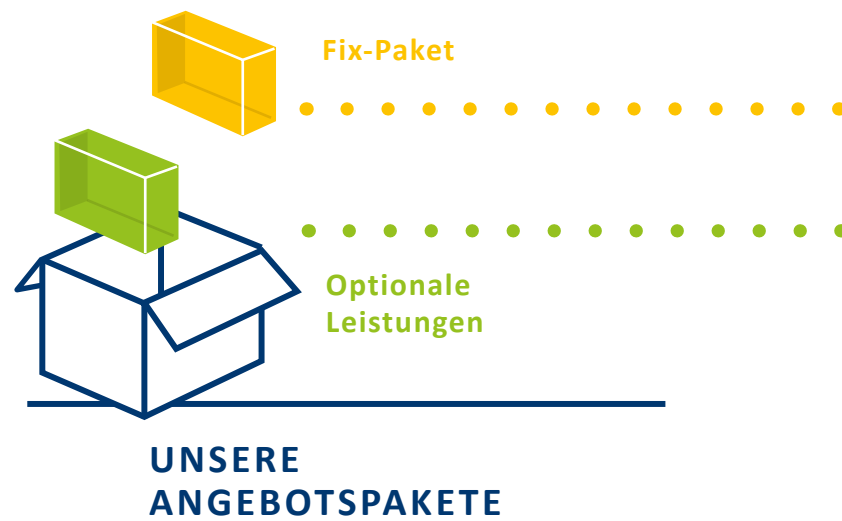 Fix-Paket
Optionale
Leistungen
UNSERE
ANGEBOTSPAKETE